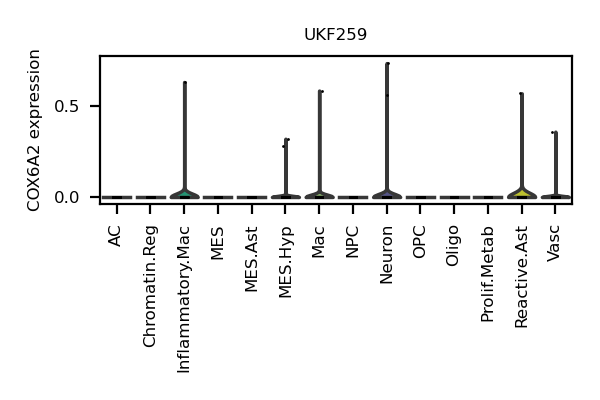 UKF259
COX6A2 expression
0.5
0.0
AC
Chromatin.Reg
Inflammatory.Mac
MES
MES.Ast
MES.Hyp
Mac
NPC
Neuron
OPC
Oligo
Prolif.Metab
Reactive.Ast
Vasc